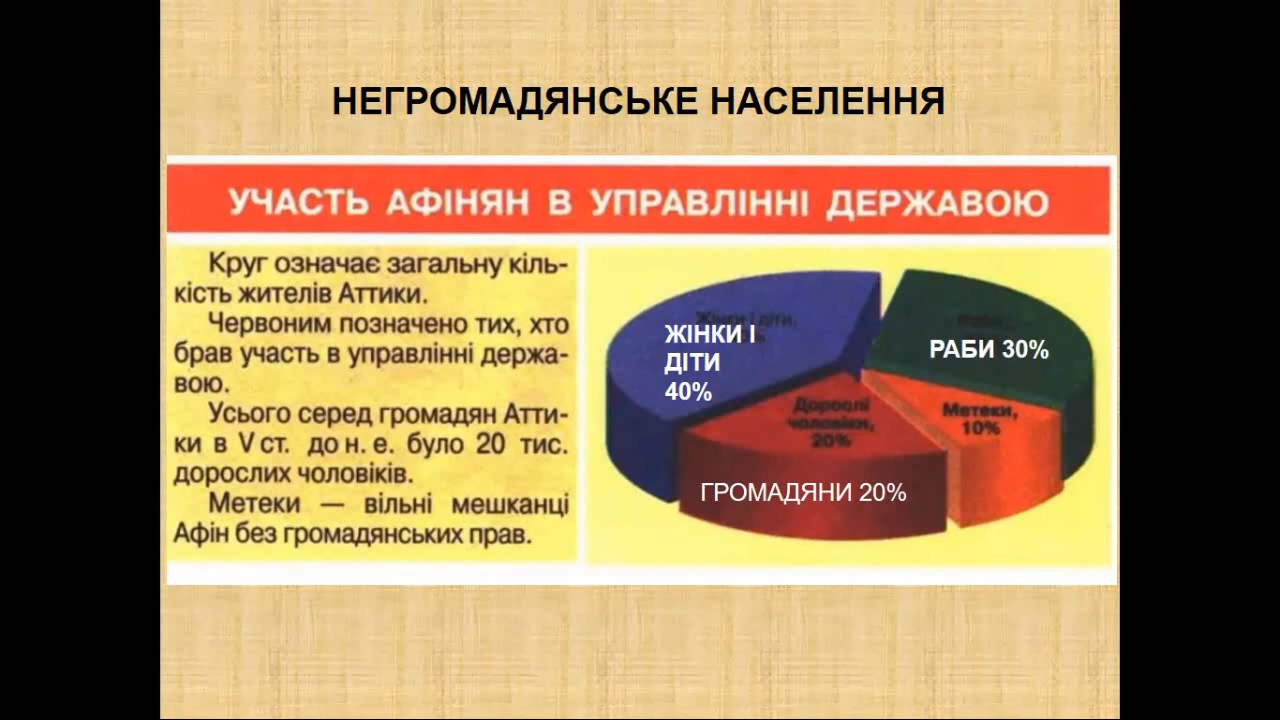 НЕГРОМАДЯНСЬКЕ НАСЕЛЕННЯ
УЧАСТЬ АФІНЯН В УПРАВЛІННІ ДЕРЖАВОЮ
Круг означає загальну кіль-
кість жителів Аттики.
Червоним позначено тих, хто
брав участь в управлінні держа-
вою.
Усього серед громадян Атти-
ки в V ст. до н. е. було 20 тис.
дорослих чоловіків.
Метеки — вільні мешканці
Афін без громадянських прав.
Жінки і діти,
ЖІНКИ І
ДІТИ
40%
РАБИ 30%
Дорослі
чоловіки,
20%
Метеки,
10%
ГРОМАДЯНИ 20%